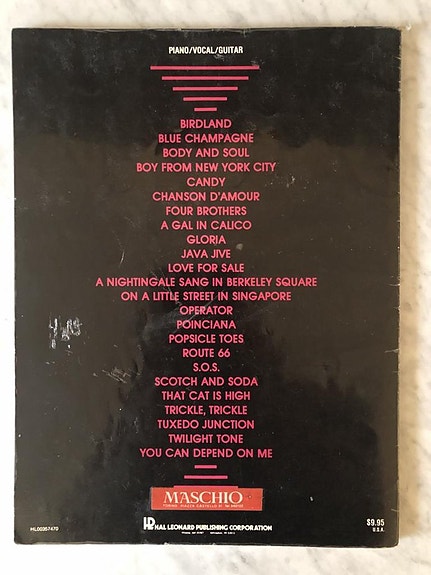 PIANO/VOCAL/GUITAR
BIRDLAND
BLUE CHAMPAGNE
BODY AND SOUL
BOY FROM NEW YORK CITY
CANDY
CHANSON D'AMOUR
FOUR BROTHERS
A GAL IN CALICO
GLORIA
JAVA JIVE
LOVE FOR SALE
A NIGHTINGALE SANG IN BERKELEY SQUARE
ON A LITTLE STREET IN SINGAPORE
OPERATOR
POINCIANA
POPSICLE TOES
ROUTE 66
S.O.S.
SCOTCH AND SODA
THAT CAT IS HIGH
TRICKLE, TRICKLE
TUXEDO JUNCTION
TWILIGHT TONE
YOU CAN DEPEND ON ME
MASCHIO
HL00357470
HAL LEONARD PUBLISHING CORPORATION
$9.95
U.S.A.